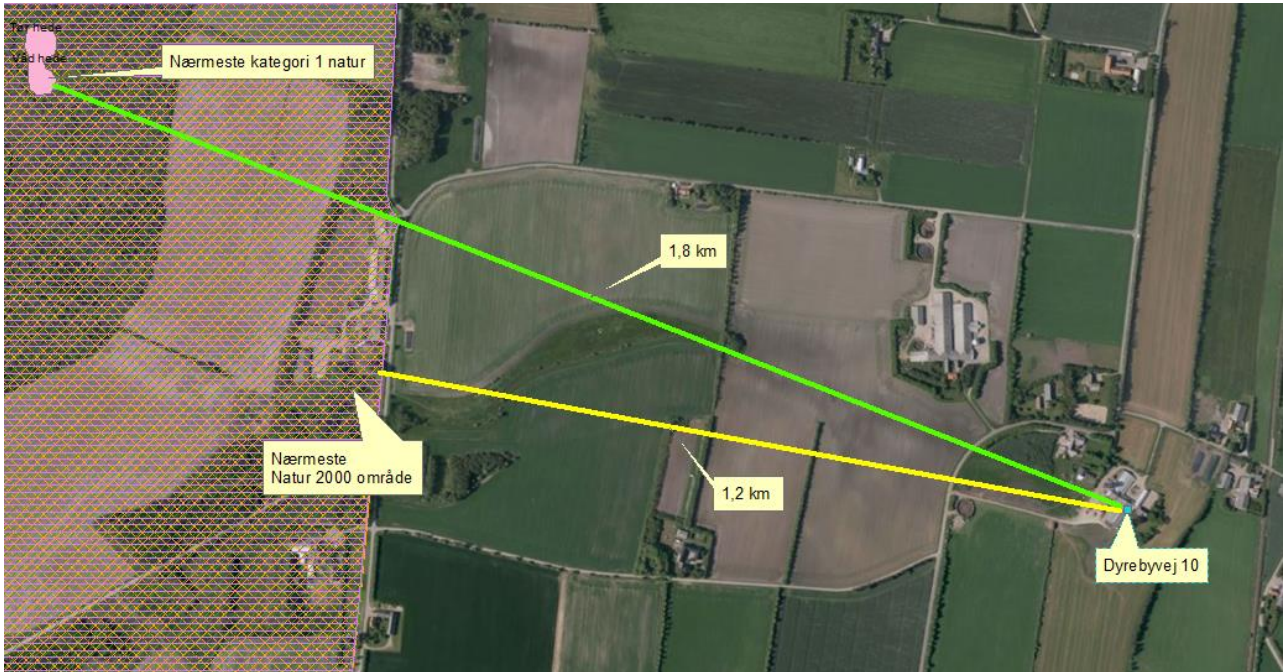 Tør hede
Våd hede
Nærmeste kategori 1 natur
1,8 km
Nærmeste
Natur 2000 område
1,2 km
Dyrebyvej 10